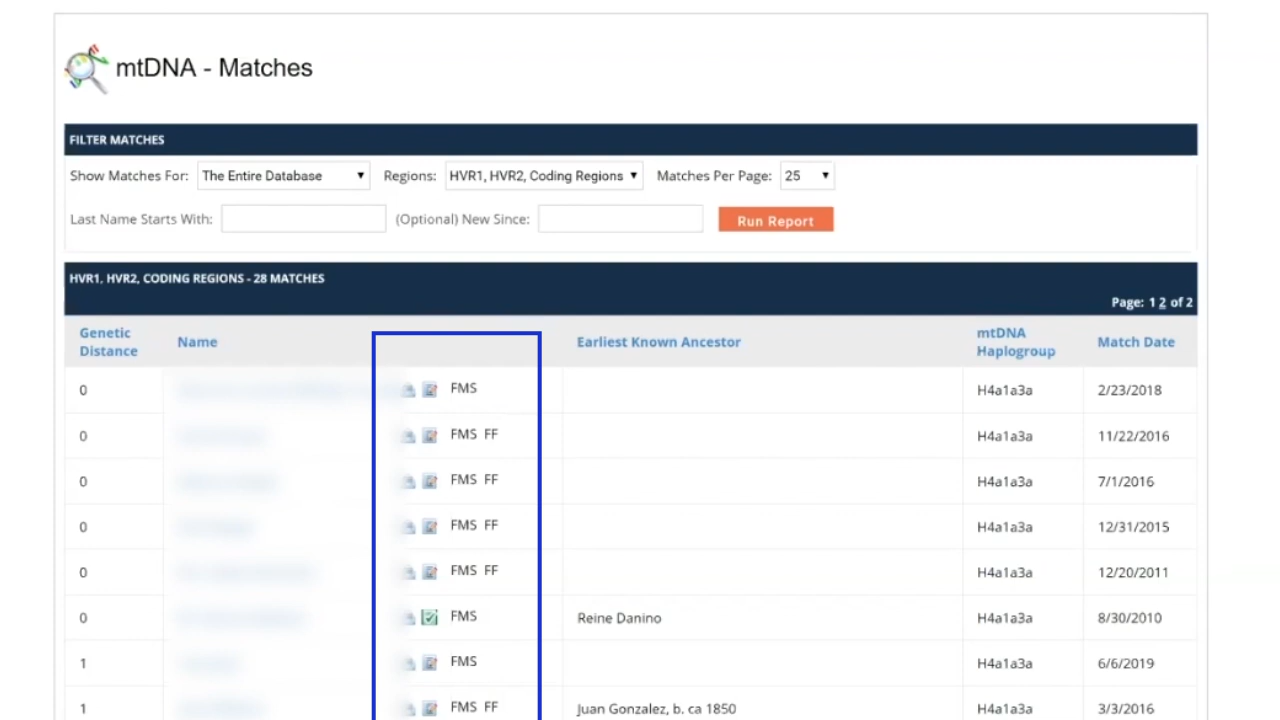 mtDNA - Matches
FILTER MATCHES
Show Matches For: The Entire Database Regions: HVR1, HVR2, Coding Regions Matches Per Page: 25
Last Name Starts With: (Optional) New Since: Run Report
HVR1, HVR2, CODING REGIONS - 28 MATCHES
Page: 1 2 of 2
Genetic Distance Name Earliest Known Ancestor mtDNA Haplogroup Match Date
0 FMS H4a1a3a 2/23/2018
0 FMS FF H4a1a3a 11/22/2016
0 FMS FF H4a1a3a 7/1/2016
0 FMS FF H4a1a3a 12/31/2015
0 FMS FF H4a1a3a 12/20/2011
0 FMS Reine Danino H4a1a3a 8/30/2010
1 FMS H4a1a3a 6/6/2019
1 FMS FF Juan Gonzalez, b. ca 1850 H4a1a3a 3/3/2016